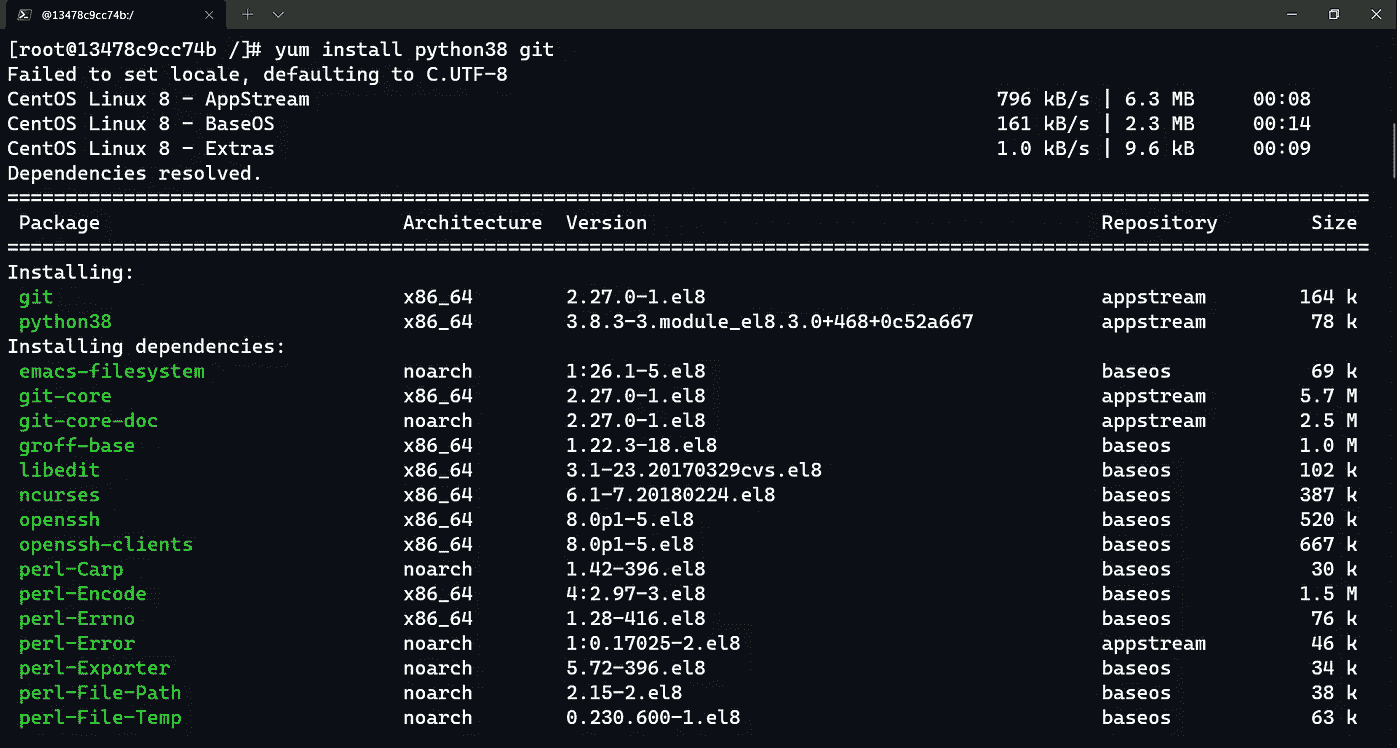 @13478c9cc74b:/
[root@13478c9cc74b /]# yum install python38 git
Failed to set locale, defaulting to C.UTF-8
CentOS Linux 8 - AppStream 796 kB/s | 6.3 MB 00:08
CentOS Linux 8 - BaseOS 161 kB/s | 2.3 MB 00:14
CentOS Linux 8 - Extras 1.0 kB/s | 9.6 kB 00:09
Dependencies resolved.
================================================================================
Package Architecture Version Repository Size
================================================================================
Installing:
git x86_64 2.27.0-1.el8 appstream 164 k
python38 x86_64 3.8.3-3.module_el8.3.0+468+0c52a667 appstream 78 k
Installing dependencies:
emacs-filesystem noarch 1:26.1-5.el8 baseos 69 k
git-core x86_64 2.27.0-1.el8 appstream 5.7 M
git-core-doc noarch 2.27.0-1.el8 appstream 2.5 M
groff-base x86_64 1.22.3-18.el8 baseos 1.0 M
libedit x86_64 3.1-23.20170329cvs.el8 baseos 102 k
ncurses x86_64 6.1-7.20180224.el8 baseos 387 k
openssh x86_64 8.0p1-5.el8 baseos 520 k
openssh-clients x86_64 8.0p1-5.el8 baseos 667 k
perl-Carp noarch 1.42-396.el8 baseos 30 k
perl-Encode x86_64 4:2.97-3.el8 baseos 1.5 M
perl-Errno x86_64 1.28-416.el8 baseos 76 k
perl-Error noarch 1:0.17025-2.el8 appstream 46 k
perl-Exporter noarch 5.72-396.el8 baseos 34 k
perl-File-Path noarch 2.15-2.el8 baseos 38 k
perl-File-Temp noarch 0.230.600-1.el8 baseos 63 k